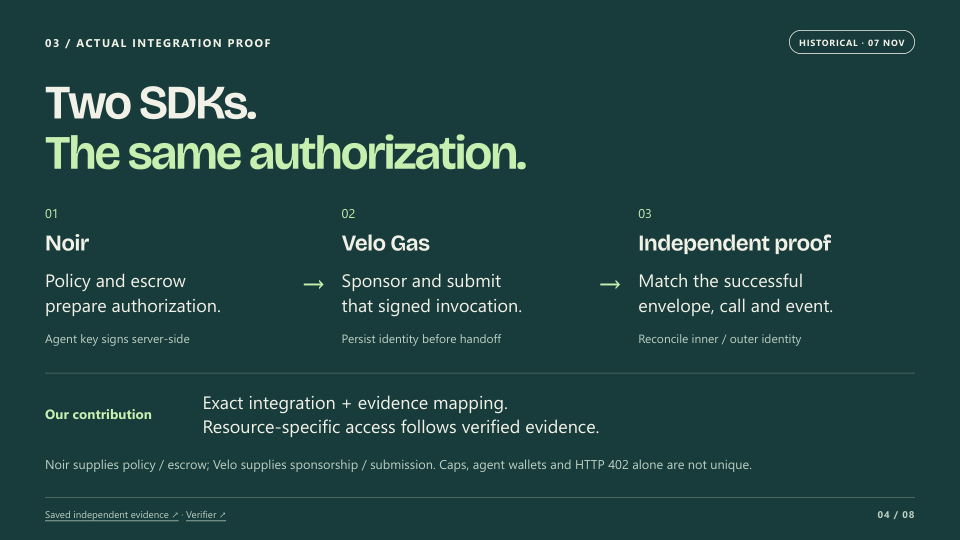 03 / ACTUAL INTEGRATION PROOF
HISTORICAL · 07 NOV
Two SDKs.
The same authorization.
01
Noir
Policy and escrow
prepare authorization.
Agent key signs server-side
→
02
Velo Gas
Sponsor and submit
that signed invocation.
Persist identity before handoff
→
03
Independent proof
Match the successful
envelope, call and event.
Reconcile inner / outer identity
Our contribution
Exact integration + evidence mapping.
Resource-specific access follows verified evidence.
Noir supplies policy / escrow; Velo supplies sponsorship / submission. Caps, agent wallets and HTTP 402 alone are not unique.
Saved independent evidence ↗ · Verifier ↗
04 / 08